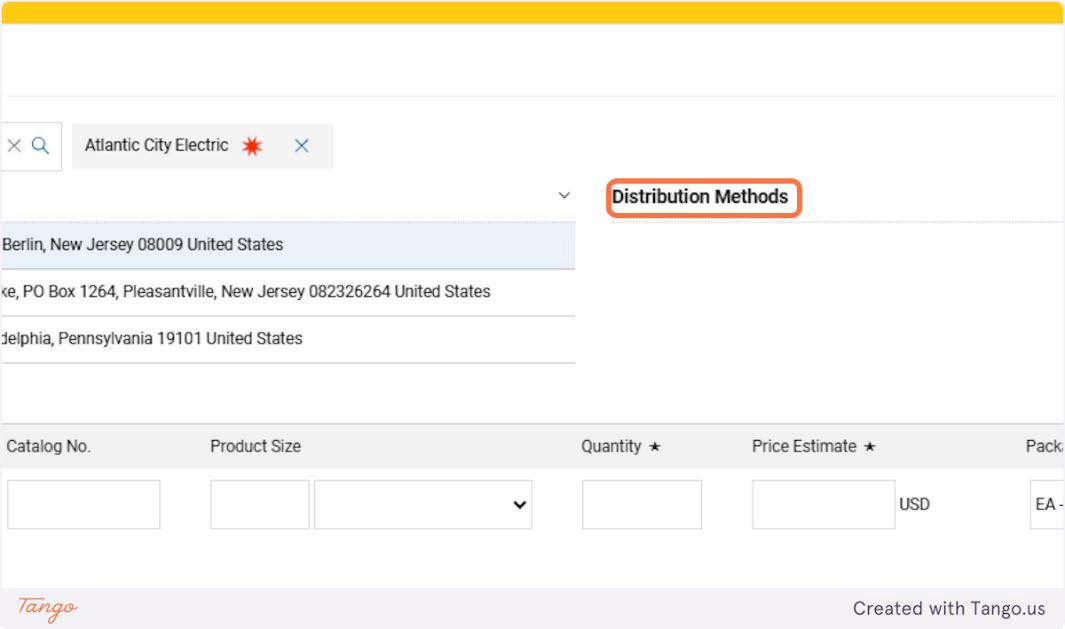 Atlantic City Electric
Distribution Methods
Berlin, New Jersey 08009 United States
ke, PO Box 1264, Pleasantville, New Jersey 082326264 United States
delphia, Pennsylvania 19101 United States
Catalog No. Product Size Quantity ★ Price Estimate ★ Packa
USD EA -
Tango Created with Tango.us